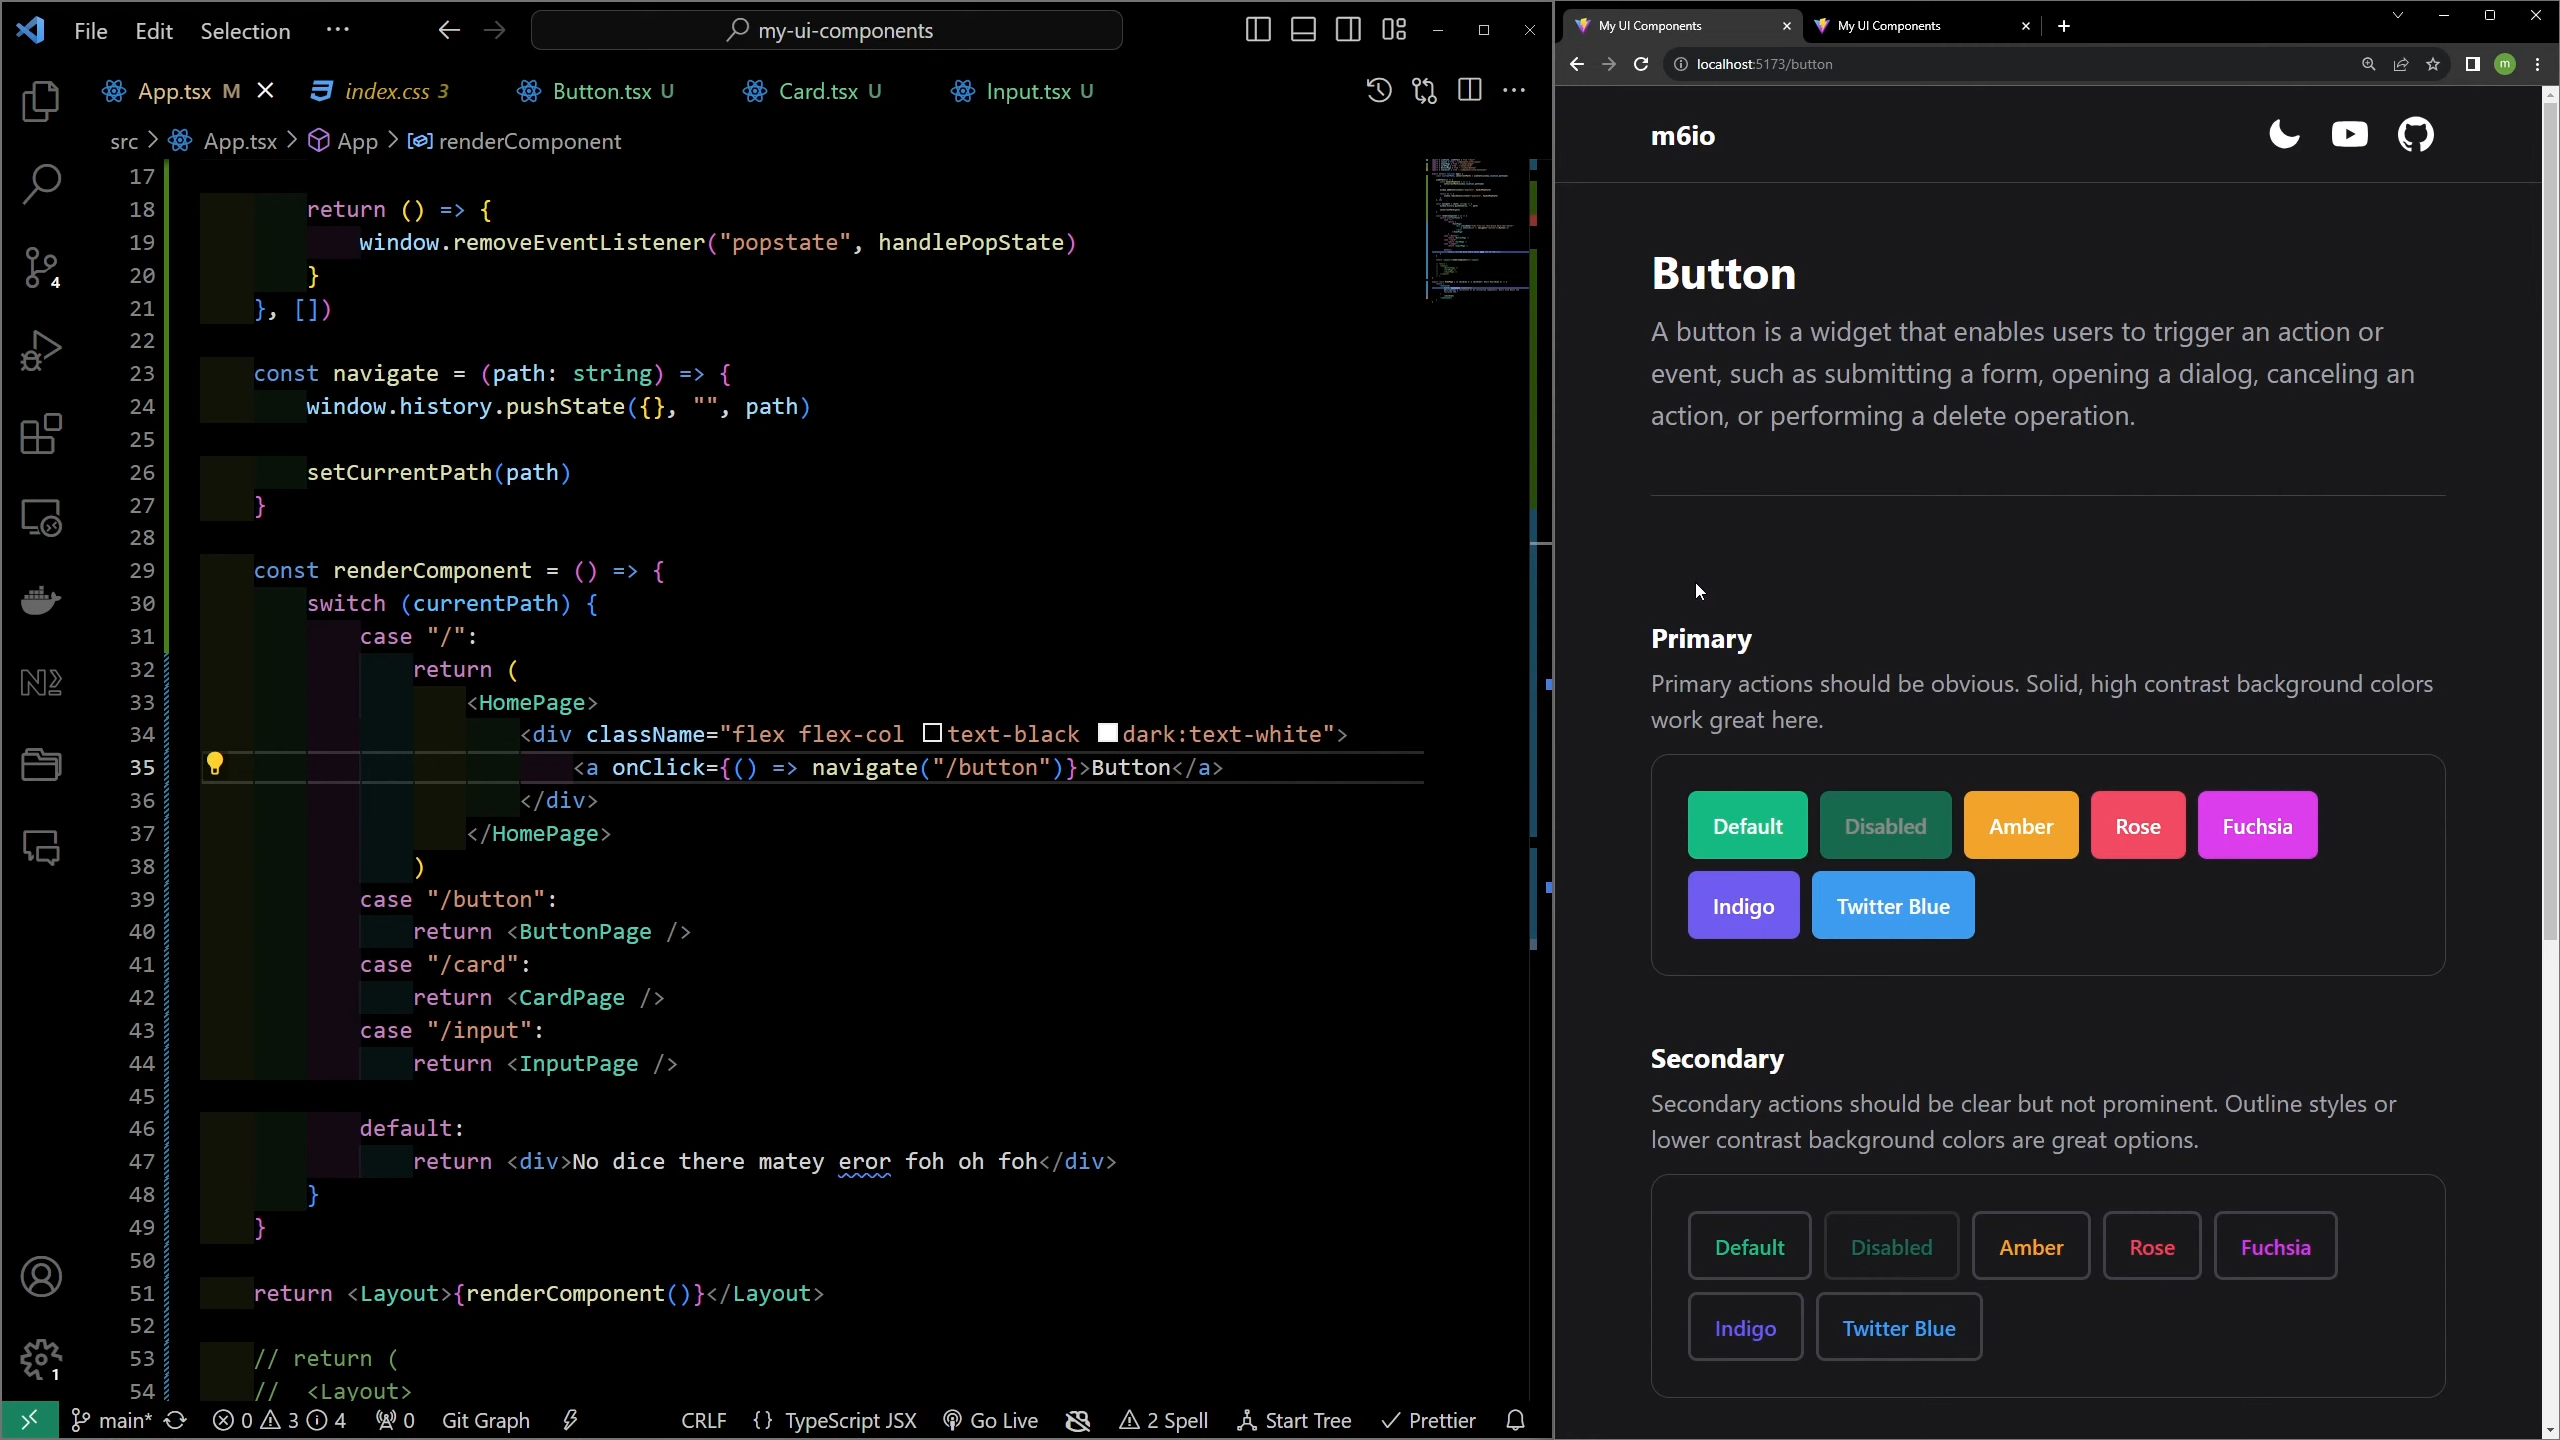 File Edit Selection ···
my-ui-components
App.tsx M
index.css 3
Button.tsx U
Card.tsx U
Input.tsx U
src > App.tsx > App > renderComponent
17
18 return () => {
19 window.removeEventListener("popstate", handlePopState)
20 }
21 }, [])
22
23 const navigate = (path: string) => {
24 window.history.pushState({}, "", path)
25
26 setCurrentPath(path)
27 }
28
29 const renderComponent = () => {
30 switch (currentPath) {
31 case "/":
32 return (
33 <HomePage>
34 <div className="flex flex-col text-black dark:text-white">
35 <a onClick={() => navigate("/button")}>Button</a>
36 </div>
37 </HomePage>
38 )
39 case "/button":
40 return <ButtonPage />
41 case "/card":
42 return <CardPage />
43 case "/input":
44 return <InputPage />
45
46 default:
47 return <div>No dice there matey eror foh oh foh</div>
48 }
49 }
50
51 return <Layout>{renderComponent()}</Layout>
52
53 // return (
54 // <Layout>
4
1
main* 0 3 4 0 Git Graph CRLF {} TypeScript JSX Go Live 2 Spell Start Tree Prettier
My UI Components
My UI Components
localhost:5173/button
m
m6io
Button
A button is a widget that enables users to trigger an action or
event, such as submitting a form, opening a dialog, canceling an
action, or performing a delete operation.
Primary
Primary actions should be obvious. Solid, high contrast background colors
work great here.
Default Disabled Amber Rose Fuchsia
Indigo Twitter Blue
Secondary
Secondary actions should be clear but not prominent. Outline styles or
lower contrast background colors are great options.
Default Disabled Amber Rose Fuchsia
Indigo Twitter Blue